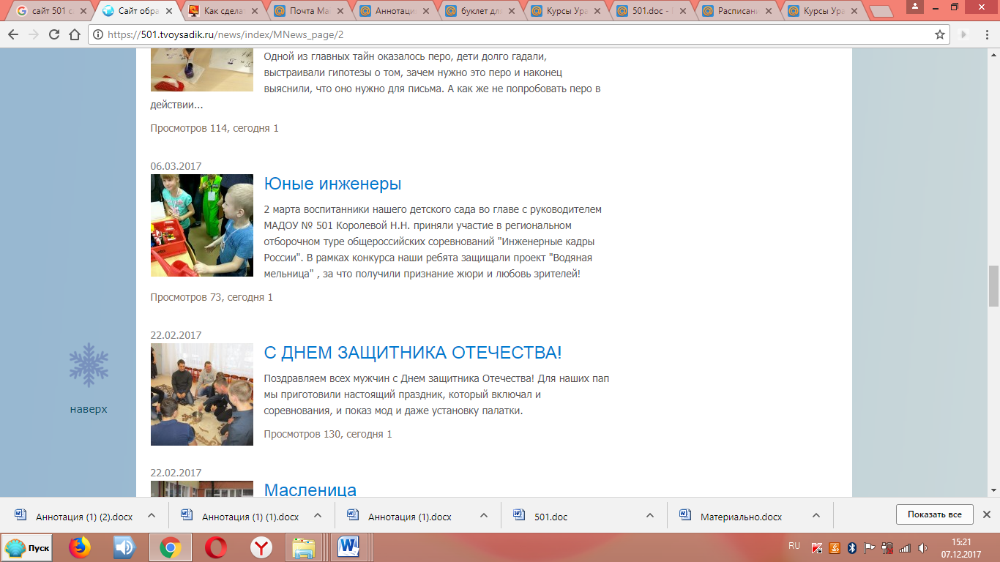 сайт 501 с
Сайт обра
Как сдела
Почта Ма
Аннотаци
буклет дл
Курсы Ура
501.doc -
Расписан
Курсы Ура
https://501.tvoysadik.ru/news/index/MNews_page/2
Одной из главных тайн оказалось перо, дети долго гадали,
выстраивали гипотезы о том, зачем нужно это перо и наконец
выяснили, что оно нужно для письма. А как же не попробовать перо в
действии...
Просмотров 114, сегодня 1
06.03.2017
Юные инженеры
2 марта воспитанники нашего детского сада во главе с руководителем
МАДОУ № 501 Королевой Н.Н. приняли участие в региональном
отборочном туре общероссийских соревнований "Инженерные кадры
России". В рамках конкурса наши ребята защищали проект "Водяная
мельница" , за что получили признание жюри и любовь зрителей!
Просмотров 73, сегодня 1
22.02.2017
С ДНЕМ ЗАЩИТНИКА ОТЕЧЕСТВА!
Поздравляем всех мужчин с Днем защитника Отечества! Для наших пап
мы приготовили настоящий праздник, который включал и
соревнования, и показ мод и даже установку палатки.
Просмотров 130, сегодня 1
наверх
22.02.2017
Масленица
Аннотация (1) (2).docx
Аннотация (1) (1).docx
Аннотация (1).docx
501.doc
Материально.docx
Показать все
Пуск
RU
15:21
07.12.2017